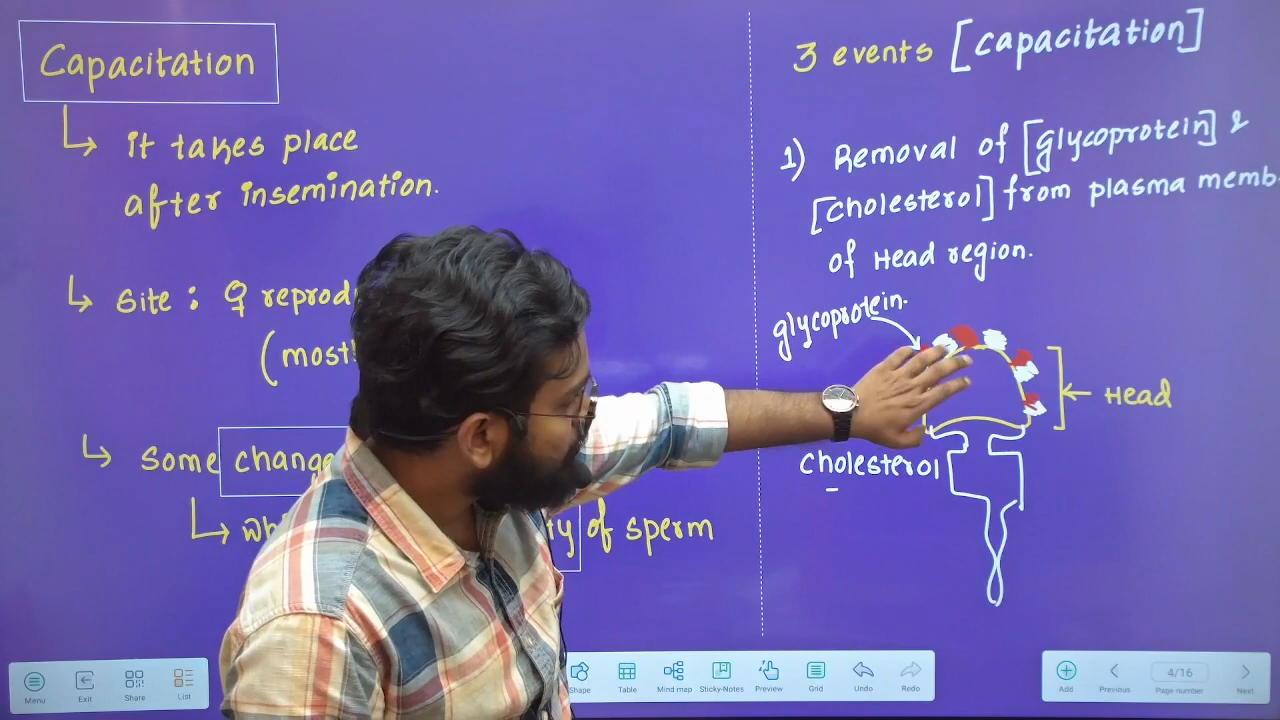 Capacitation
↳ it takes place
after insemination.
↳ Site : ♀ reprod
(most
↳ Some change
↳ of sperm
3 events [capacitation]
1) Removal of [glycoprotein] &
[cholesterol] from plasma memb.
of Head region.
glycoprotein.
← Head
cholesterol
Menu
Exit
Share
List
Shape
Table
Mind map
Sticky-Notes
Preview
Grid
Undo
Redo
Add
Previous
4/16
Page number
Next